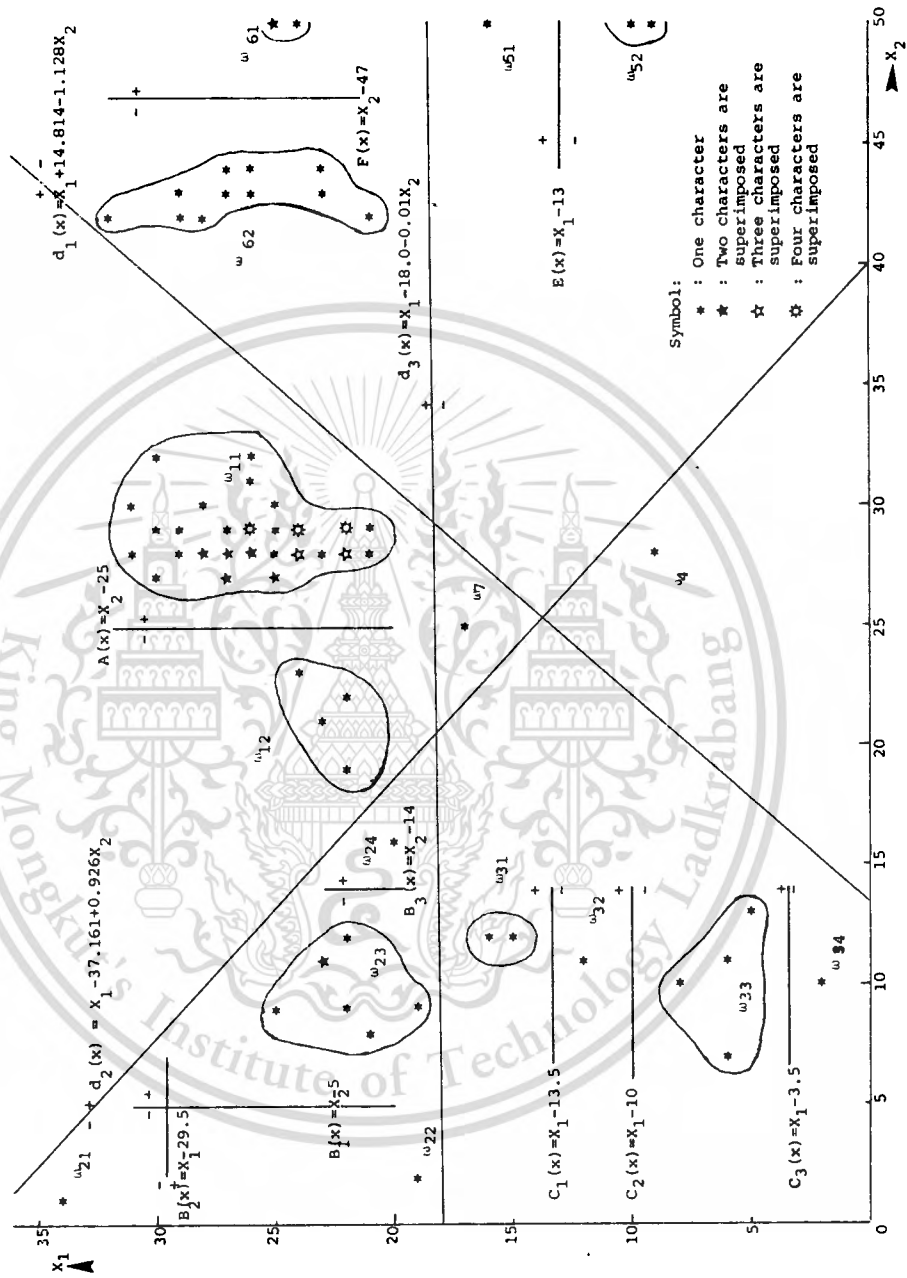 d₁(x)=X₁+14.814-1.128X₂
+ -
ω61
- +
F(x)=X₂-47
ω62
d₃(x)=X₁-18.0-0.01X₂
+ -
ω51
E(x)=X₁-13
+ -
ω52
A(x)=X₂-25
- +
ω11
ω12
ω7
ω4
d₂(x) = X₁-37.161+0.926X₂
- +
ω21
B₂(x)=X₁-29.5
- +
B₁(x)=X₂-5
- +
ω22
ω23
ω24
B₃(x)=X₂-14
- +
ω31
C₁(x)=X₁-13.5
+ -
ω32
C₂(x)=X₁-10
+ -
ω33
C₃(x)=X₁-3.5
+ -
ω34
Symbol:
* : One character
★ : Two characters are
superimposed
☆ : Three characters are
superimposed
✡ : Four characters are
superimposed
X₁
35
30
25
20
15
10
5
0
0
5
10
15
20
25
30
35
40
45
50
X₂
King Mongkut's Institute of Technology Ladkrabang